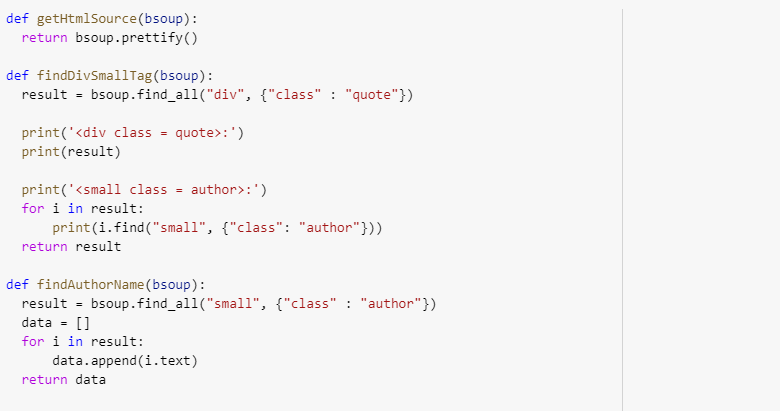 def getHtmlSource(bsoup):
  return bsoup.prettify()

def findDivSmallTag(bsoup):
  result = bsoup.find_all("div", {"class" : "quote"})

  print('<div class = quote>:')
  print(result)

  print('<small class = author>:')
  for i in result:
      print(i.find("small", {"class": "author"}))
  return result

def findAuthorName(bsoup):
  result = bsoup.find_all("small", {"class" : "author"})
  data = []
  for i in result:
      data.append(i.text)
  return data